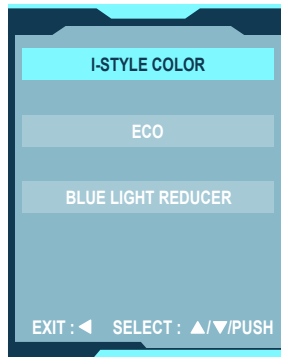 I-STYLE COLOR
ECO
BLUE LIGHT REDUCER
EXIT : ◀ SELECT : ▲/▼/PUSH